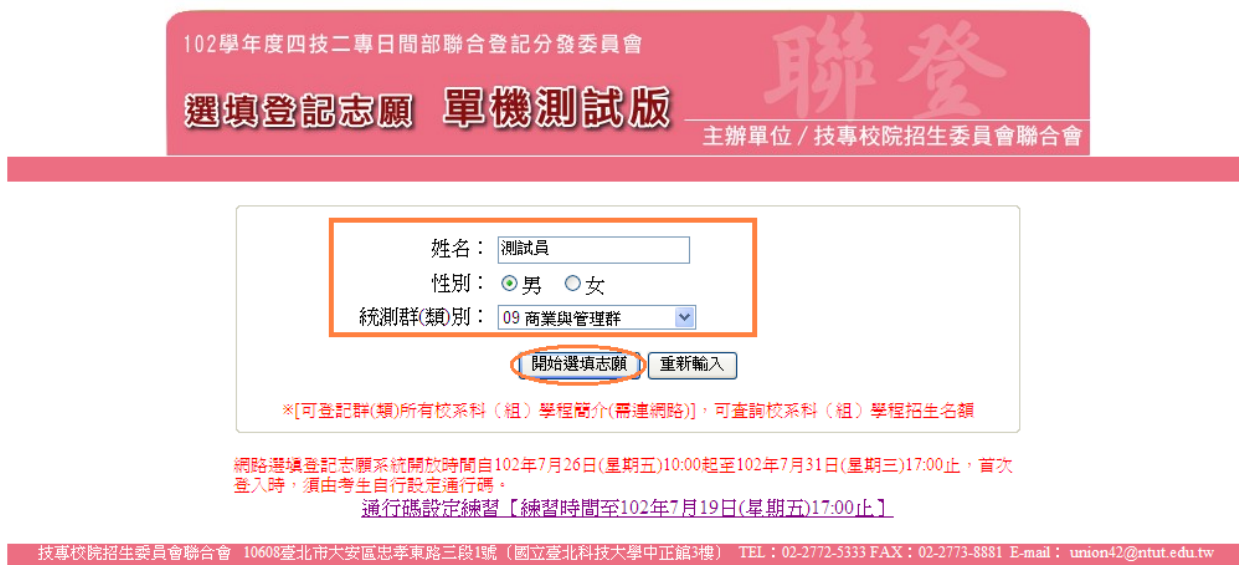 102學年度四技二專日間部聯合登記分發委員會
聯登
選填登記志願 單機測試版
主辦單位/技專校院招生委員會聯合會
姓名： 測試員
性別： 男 女
統測群(類)別： 09 商業與管理群
開始選填志願 重新輸入
※[可登記群(類)所有校系科（組）學程簡介(需連網路)]，可查詢校系科（組）學程招生名額
網路選填登記志願系統開放時間自102年7月26日(星期五)10:00起至102年7月31日(星期三)17:00止，首次
登入時，須由考生自行設定通行碼。
通行碼設定練習【練習時間至102年7月19日(星期五)17:00止】
技專校院招生委員會聯合會 10608臺北市大安區忠孝東路三段1號〔國立臺北科技大學中正館3樓〕 TEL：02-2772-5333 FAX：02-2773-8881 E-mail： union42@ntut.edu.tw